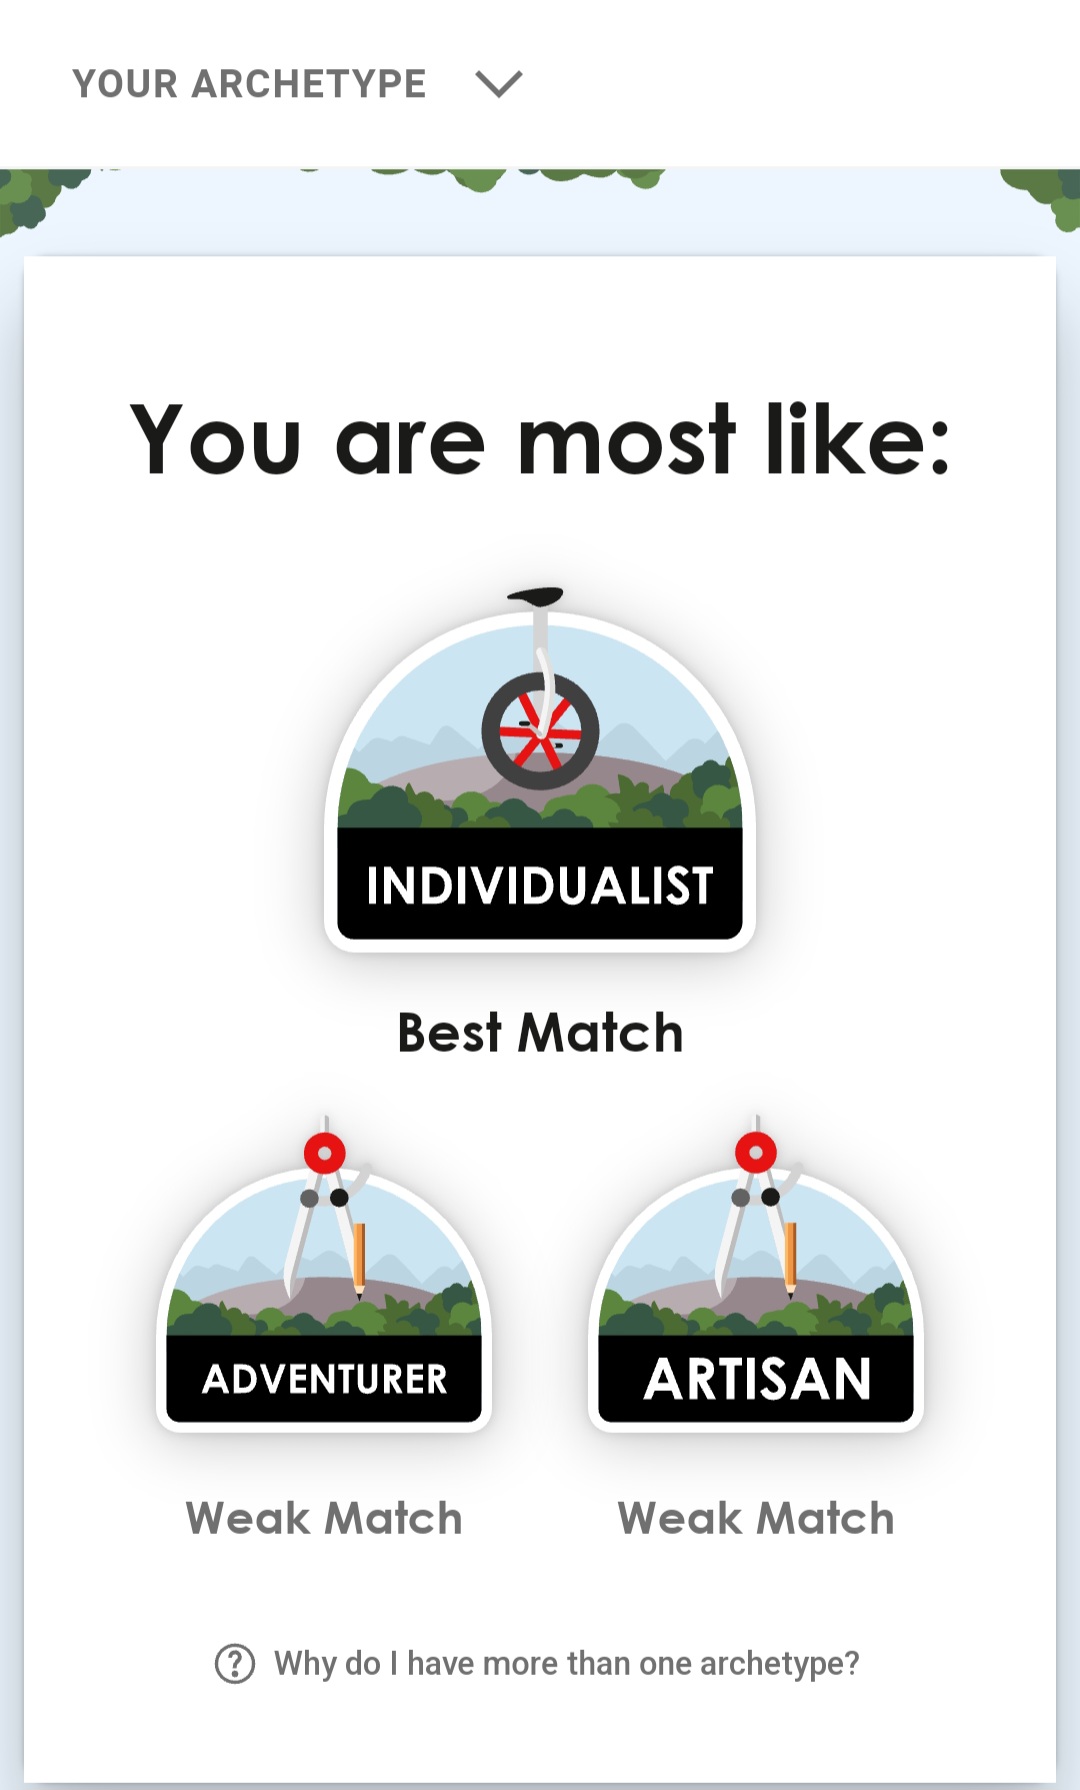 YOUR ARCHETYPE
You are most like:
INDIVIDUALIST
Best Match
ADVENTURER
ARTISAN
Weak Match
Weak Match
Why do I have more than one archetype?